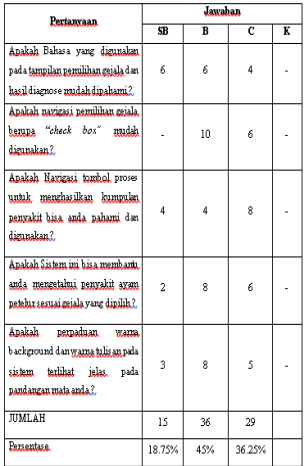 Pertanyaan Jawaban
SB B C K
Apakah Bahasa yang digunakan
pada tampilan pemilihan gejala dan 6 6 4 -
hasil diagnose mudah dipahami?
Apakah navigasi pemilihan gejala
berupa “check box” mudah - 10 6 -
digunakan?
Apakah Navigasi tombol proses
untuk menghasilkan kumpulan 4 4 8 -
penyakit bisa anda pahami dan
digunakan?
Apakah Sistem ini bisa membantu
anda mengetahui penyakit ayam 2 8 6 -
petelur sesuai gejala yang dipilih?
Apakah perpaduan warna
background dan warna tulisan pada 3 8 5 -
sistem terlihat jelas pada
pandangan mata anda?
JUMLAH 15 36 29
Persentase 18.75% 45% 36.25%